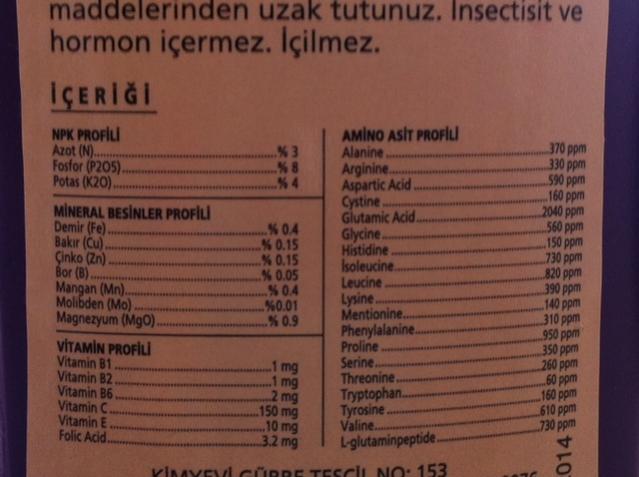 maddelerinden uzak tutunuz. İnsectisit ve
hormon içermez. İçilmez.
İÇERİĞİ
NPK PROFİLİ
Azot (N)..........% 3
Fosfor (P2O5)..........% 8
Potas (K2O)..........% 4
MİNERAL BESİNLER PROFİLİ
Demir (Fe)..........% 0.4
Bakır (Cu)..........% 0.15
Çinko (Zn)..........% 0.15
Bor (B)..........% 0.05
Mangan (Mn)..........% 0.4
Molibden (Mo)..........%0.01
Magnezyum (MgO)..........% 0.9
VİTAMİN PROFİLİ
Vitamin B1..........1 mg
Vitamin B2..........1 mg
Vitamin B6..........2 mg
Vitamin C..........150 mg
Vitamin E..........10 mg
Folic Acid..........3.2 mg
AMİNO ASİT PROFİLİ
Alanine..........370 ppm
Arginine..........330 ppm
Aspartic Acid..........590 ppm
Cystine..........160 ppm
Glutamic Acid..........2040 ppm
Glycine..........560 ppm
Histidine..........150 ppm
İsoleucine..........730 ppm
Leucine..........820 ppm
Lysine..........390 ppm
Mentionine..........140 ppm
Phenylalanine..........310 ppm
Proline..........950 ppm
Serine..........350 ppm
Threonine..........260 ppm
Tryptophan..........60 ppm
Tyrosine..........160 ppm
Valine..........610 ppm
L-glutaminpeptide..........730 ppm
KİMYEVİ GÜBRE TESCİL NO: 153
014